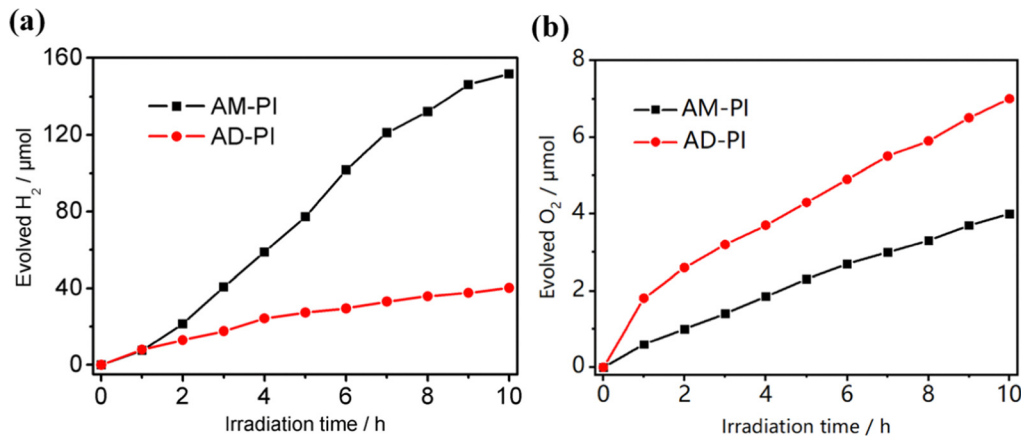 (a)
160
120
80
40
0
Evolved H₂ / μmol
AM-PI
AD-PI
0 2 4 6 8 10
Irradiation time / h
(b)
8
6
4
2
0
Evolved O₂ / μmol
AM-PI
AD-PI
0 2 4 6 8 10
Irradiation time / h